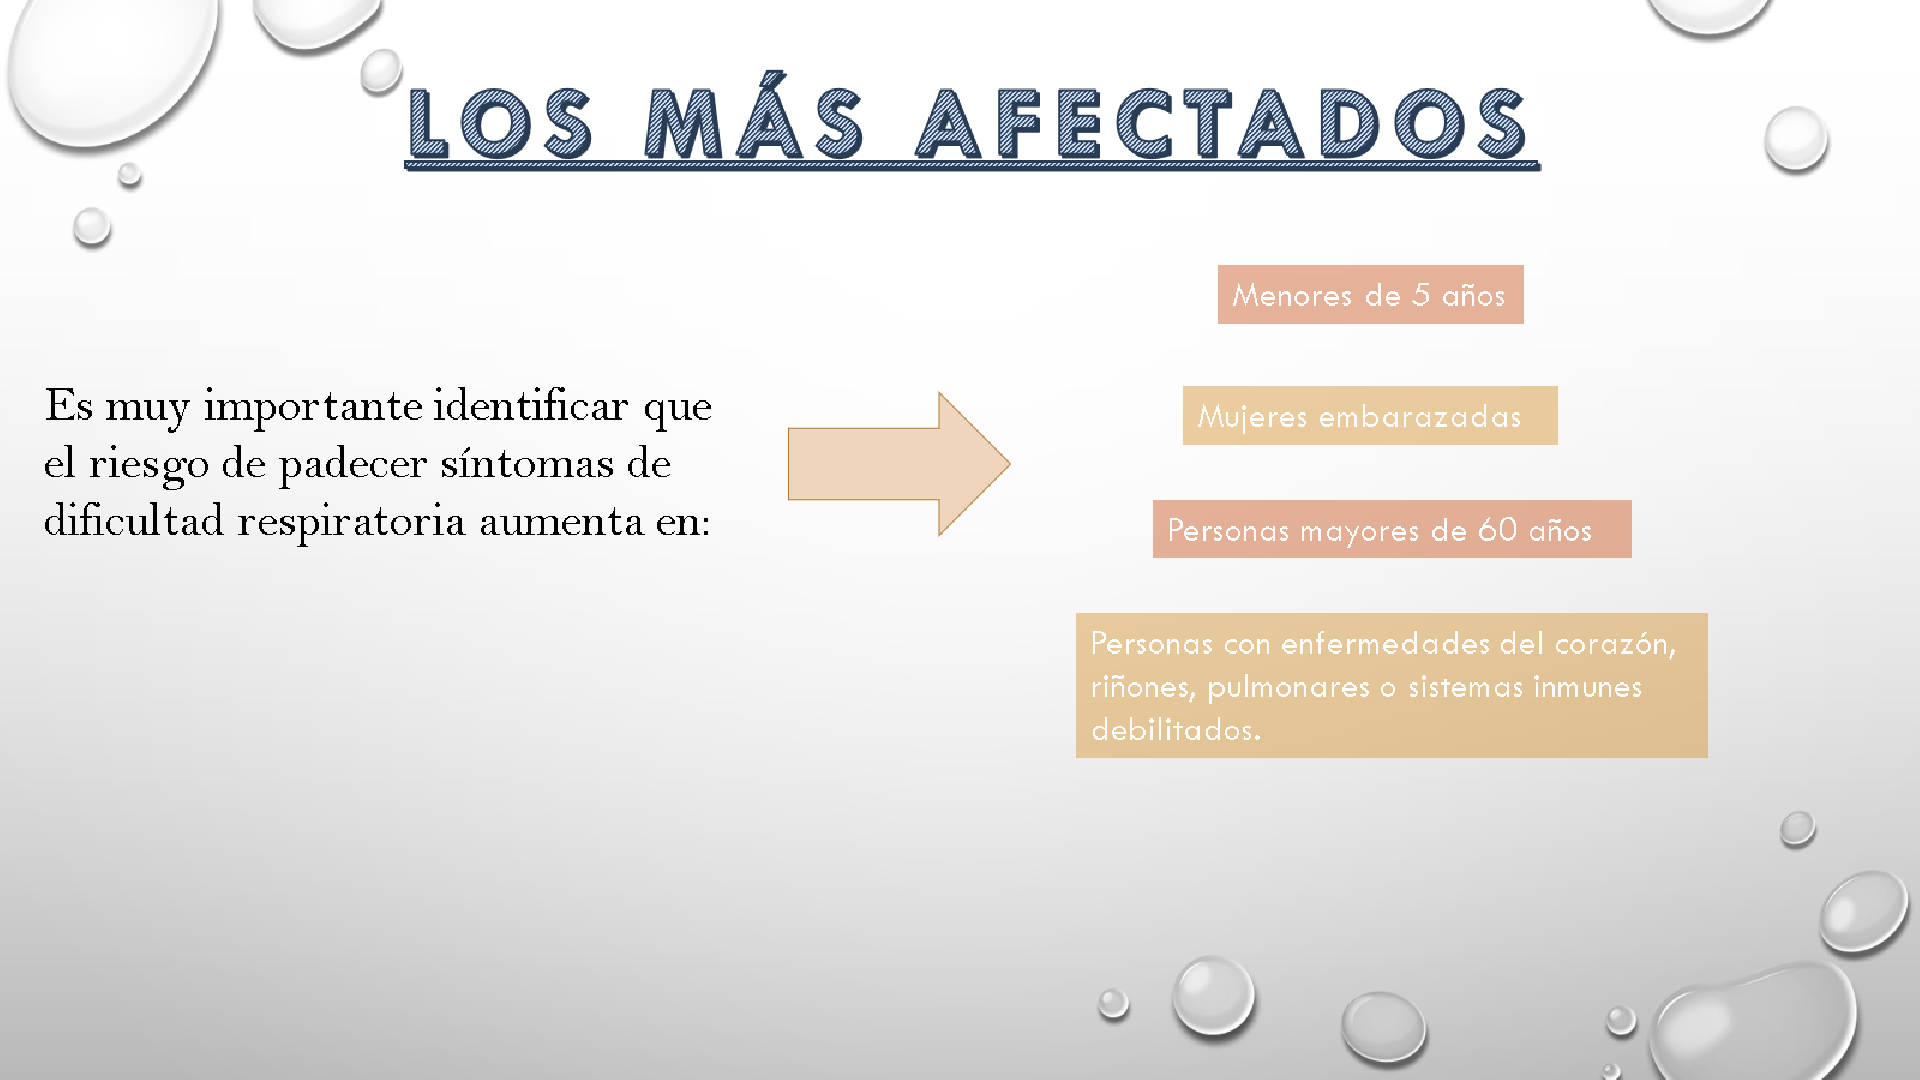 LOS MÁS AFECTADOS
Es muy importante identificar que
el riesgo de padecer síntomas de
dificultad respiratoria aumenta en:
Menores de 5 años
Mujeres embarazadas
Personas mayores de 60 años
Personas con enfermedades del corazón,
riñones, pulmonares o sistemas inmunes
debilitados.